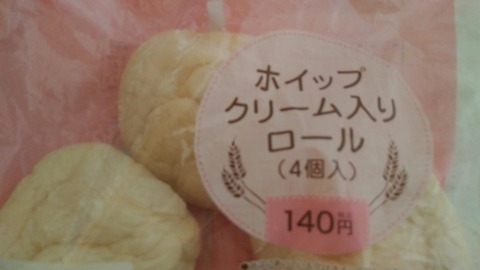 ホイップ
クリーム入り
ロール
(4個入)
140円